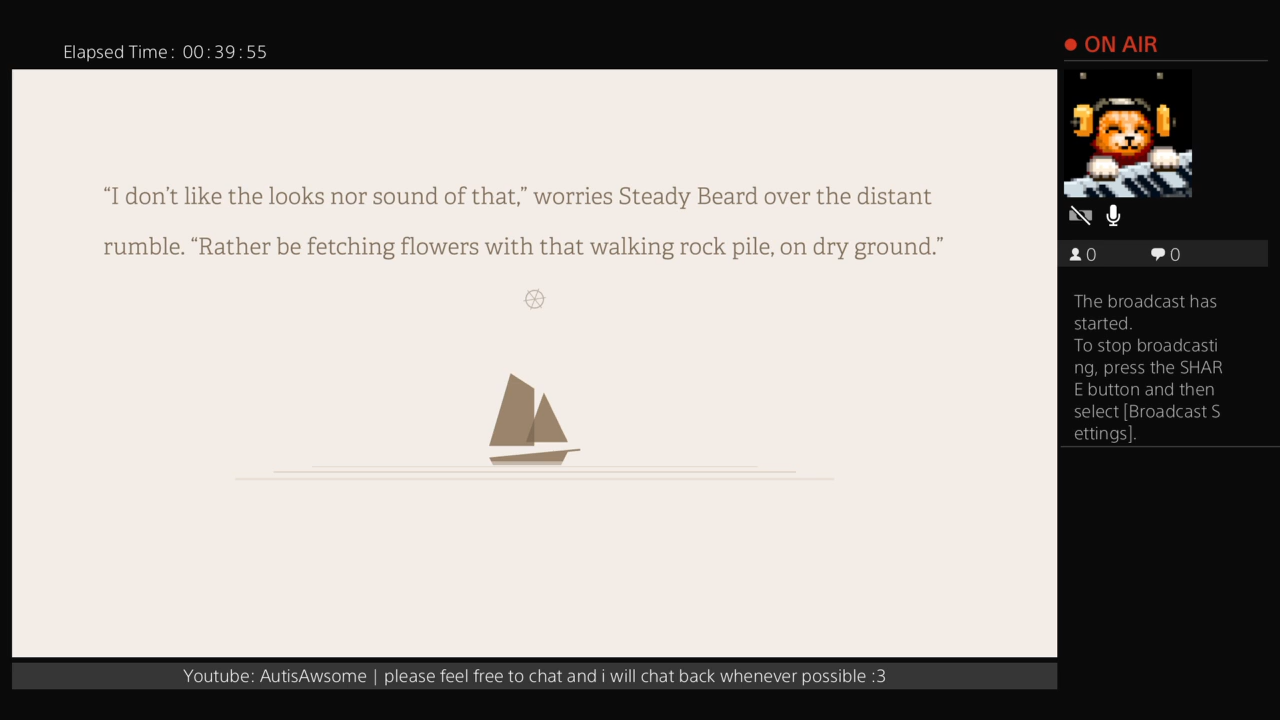 Elapsed Time: 00:39:55
ON AIR
“I don’t like the looks nor sound of that,” worries Steady Beard over the distant
rumble. “Rather be fetching flowers with that walking rock pile, on dry ground.”
0 0
The broadcast has
started.
To stop broadcasti
ng, press the SHAR
E button and then
select [Broadcast S
ettings].
Youtube: AutisAwsome | please feel free to chat and i will chat back whenever possible :3